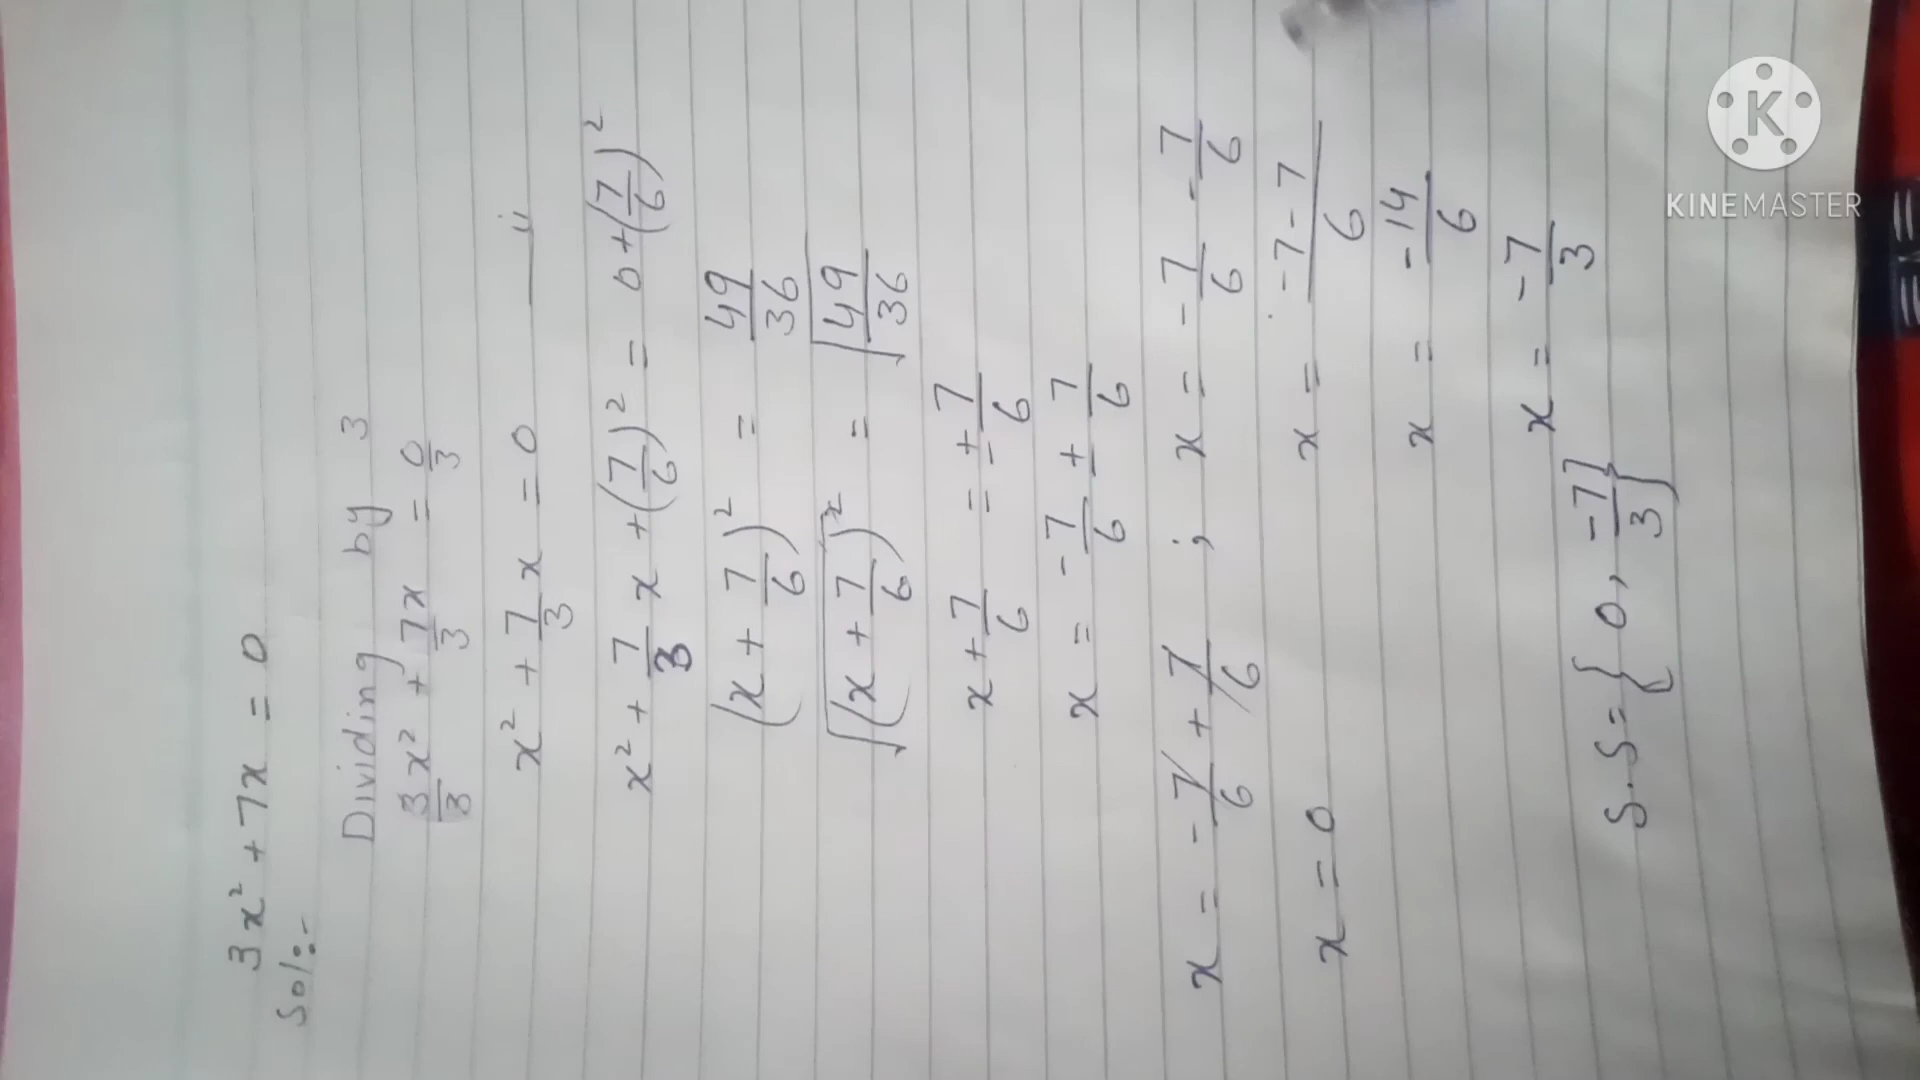 3x² + 7x = 0
Sol:-
Dividing by 3
3x²/3 + 7x/3 = 0/3
x² + 7/3 x = 0 — ii
x² + 7/3 x + (7/6)² = 0 + (7/6)²
(x + 7/6)² = 49/36
√(x + 7/6)² = √49/36
x + 7/6 = ± 7/6
x = -7/6 ± 7/6
x = -7/6 + 7/6 ; x = -7/6 - 7/6
x = 0 x = -7-7/6
x = -14/6
x = -7/3
S.S = {0, -7/3}
KINEMASTER